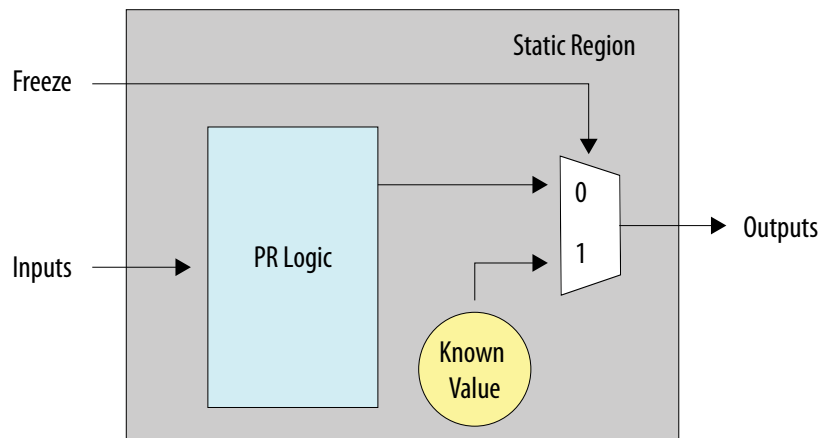 Static Region
Freeze
0
PR Logic
Outputs
1
Inputs
Known
Value